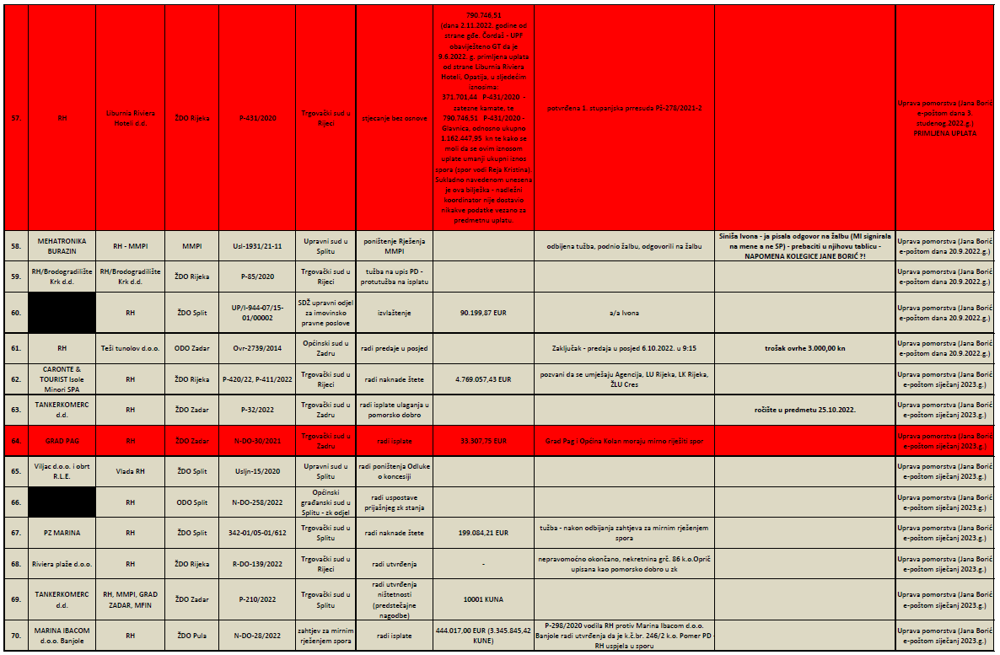 57.
RH
Liburnia Riviera
Hoteli d.d.
ŽDO Rijeka
P-431/2020
Trgovački sud u
Rijeci
stjecanje bez osnove
790.746,51
(dana 2.11.2022. godine od
strane gđe. Čordaš - UPF
obaviješteno GT da je
9.6.2022. g. primljena uplata
od strane Liburnia Riviera
Hoteli, Opatija, u sljedećim
iznosima:
371.701,44 P-431/2020 -
zatezne kamate, te
790.746,51 P-431/2020 -
Glavnica, odnosno ukupno
1.162.447,95 kn te kako se
moli da se ovim iznosom
uplate umanji ukupni iznos
spora (spor vodi Reja Kristina).
Sukladno navedenom unesena
je ova bilješka - nadležni
koordinator nije dostavio
nikakve podatke vezano za
predmetnu uplatu.
potvrđena 1. stupanjska prresuda Pž-278/2021-2
Uprava pomorstva (Jana Borić
e-poštom dana 3.
studenog 2022.g.)
PRIMLJENA UPLATA
58.
MEHATRONIKA
BURAZIN
RH - MMPI
MMPI
UsI-1931/21-11
Upravni sud u
Splitu
poništenje Rješenja
MMPI
odbijena tužba, podnio žalbu, odgovorili na žalbu
Siniša Ivona - ja pisala odgovor na žalbu (MI signirala
na mene a ne SP) - prebaciti u njihovu tablicu -
NAPOMENA KOLEGICE JANE BORIĆ ?!
Uprava pomorstva (Jana Borić
e-poštom dana 20.9.2022.g.)
59.
RH/Brodogradilište
Krk d.d.
RH/Brodogradilište
Krk d.d.
ŽDO Rijeka
P-85/2020
Trgovački sud u
Rijeci
tužba na upis PD -
protutužba na isplatu
Uprava pomorstva (Jana Borić
e-poštom dana 20.9.2022.g.)
60.
RH
ŽDO Split
UP/I-944-07/15-
01/00002
SDŽ upravni odjel
za imovinsko
pravne poslove
izvlaštenje
90.199,87 EUR
a/a Ivona
Uprava pomorstva (Jana Borić
e-poštom dana 20.9.2022.g.)
61.
RH
Teši tunolov d.o.o.
ODO Zadar
Ovr-2739/2014
Općinski sud u
Zadru
radi predaje u posjed
Zaključak - predaja u posjed 6.10.2022. u 9:15
trošak ovrhe 3.000,00 kn
Uprava pomorstva (Jana Borić
e-poštom dana 20.9.2022.g.)
62.
CARONTE &
TOURIST Isole
Minori SPA
RH
ŽDO Rijeka
P-420/22, P-411/2022
Trgovački sud u
Rijeci
radi naknade štete
4.769.057,43 EUR
pozvani da se umješaju Agencija, LU Rijeka, LK Rijeka,
ŽLU Cres
Uprava pomorstva (Jana Borić
e-poštom siječanj 2023.g.)
63.
TANKERKOMERC
d.d.
RH
ŽDO Zadar
P-32/2022
Trgovački sud u
Zadru
radi isplate ulaganja u
pomorsko dobro
ročište u predmetu 25.10.2022.
Uprava pomorstva (Jana Borić
e-poštom siječanj 2023.g.)
64.
GRAD PAG
RH
ŽDO Zadar
N-DO-30/2021
Trgovački sud u
Zadru
radi isplate
33.307,75 EUR
Grad Pag i Općina Kolan moraju mirno riješiti spor
Uprava pomorstva (Jana Borić
e-poštom siječanj 2023.g.)
65.
Viljac d.o.o. i obrt
R.L.E.
Vlada RH
ŽDO Split
Usljn-15/2020
Upravni sud u
Splitu
radi poništenja Odluke
o koncesiji
Uprava pomorstva (Jana Borić
e-poštom siječanj 2023.g.)
66.
RH
ODO Split
N-DO-258/2022
Općinski
građanski sud u
Splitu - zk odjel
radi uspostave
prijašnjeg zk stanja
Uprava pomorstva (Jana Borić
e-poštom siječanj 2023.g.)
67.
PZ MARINA
RH
ŽDO Split
342-01/05-01/612
Trgovački sud u
Splitu
radi naknade štete
199.084,21 EUR
tužba - nakon odbijanja zahtjeva za mirnim rješenjem
spora
Uprava pomorstva (Jana Borić
e-poštom siječanj 2023.g.)
68.
Riviera plaže d.o.o.
RH
ŽDO Rijeka
R-DO-139/2022
Trgovački sud u
Rijeci
radi utvrđenja
-
nepravomoćno okončano, nekretnina grč. 86 k.o.Oprič
upisana kao pomorsko dobro u zk
Uprava pomorstva (Jana Borić
e-poštom siječanj 2023.g.)
69.
TANKERKOMERC
d.d.
RH, MMPI, GRAD
ZADAR, MFIN
ŽDO Zadar
P-210/2022
Trgovački sud u
Splitu
radi utvrđenja
ništetnosti
(predstečajne
nagodbe)
10001 KUNA
Uprava pomorstva (Jana Borić
e-poštom siječanj 2023.g.)
70.
MARINA IBACOM
d.o.o. Banjole
RH
ŽDO Pula
N-DO-28/2022
zahtjev za mirnim
rješenjem spora
radi isplate
444.017,00 EUR (3.345.845,42
KUNE)
P-298/2020 vodila RH protiv Marina Ibacom d.o.o.
Banjole radi utvrđenja da je k.č.br. 246/2 k.o. Pomer PD -
RH uspjela u sporu
Uprava pomorstva (Jana Borić
e-poštom siječanj 2023.g.)